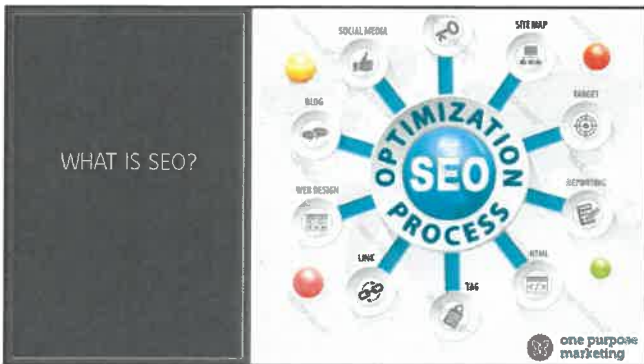 WHAT IS SEO?
SOCIAL MEDIA
SITE MAP
BLOG
TARGET
OPTIMIZATION
SEO
PROCESS
WEB DESIGN
REPORTING
LINK
TAG
HTML
</>
one purpose
marketing